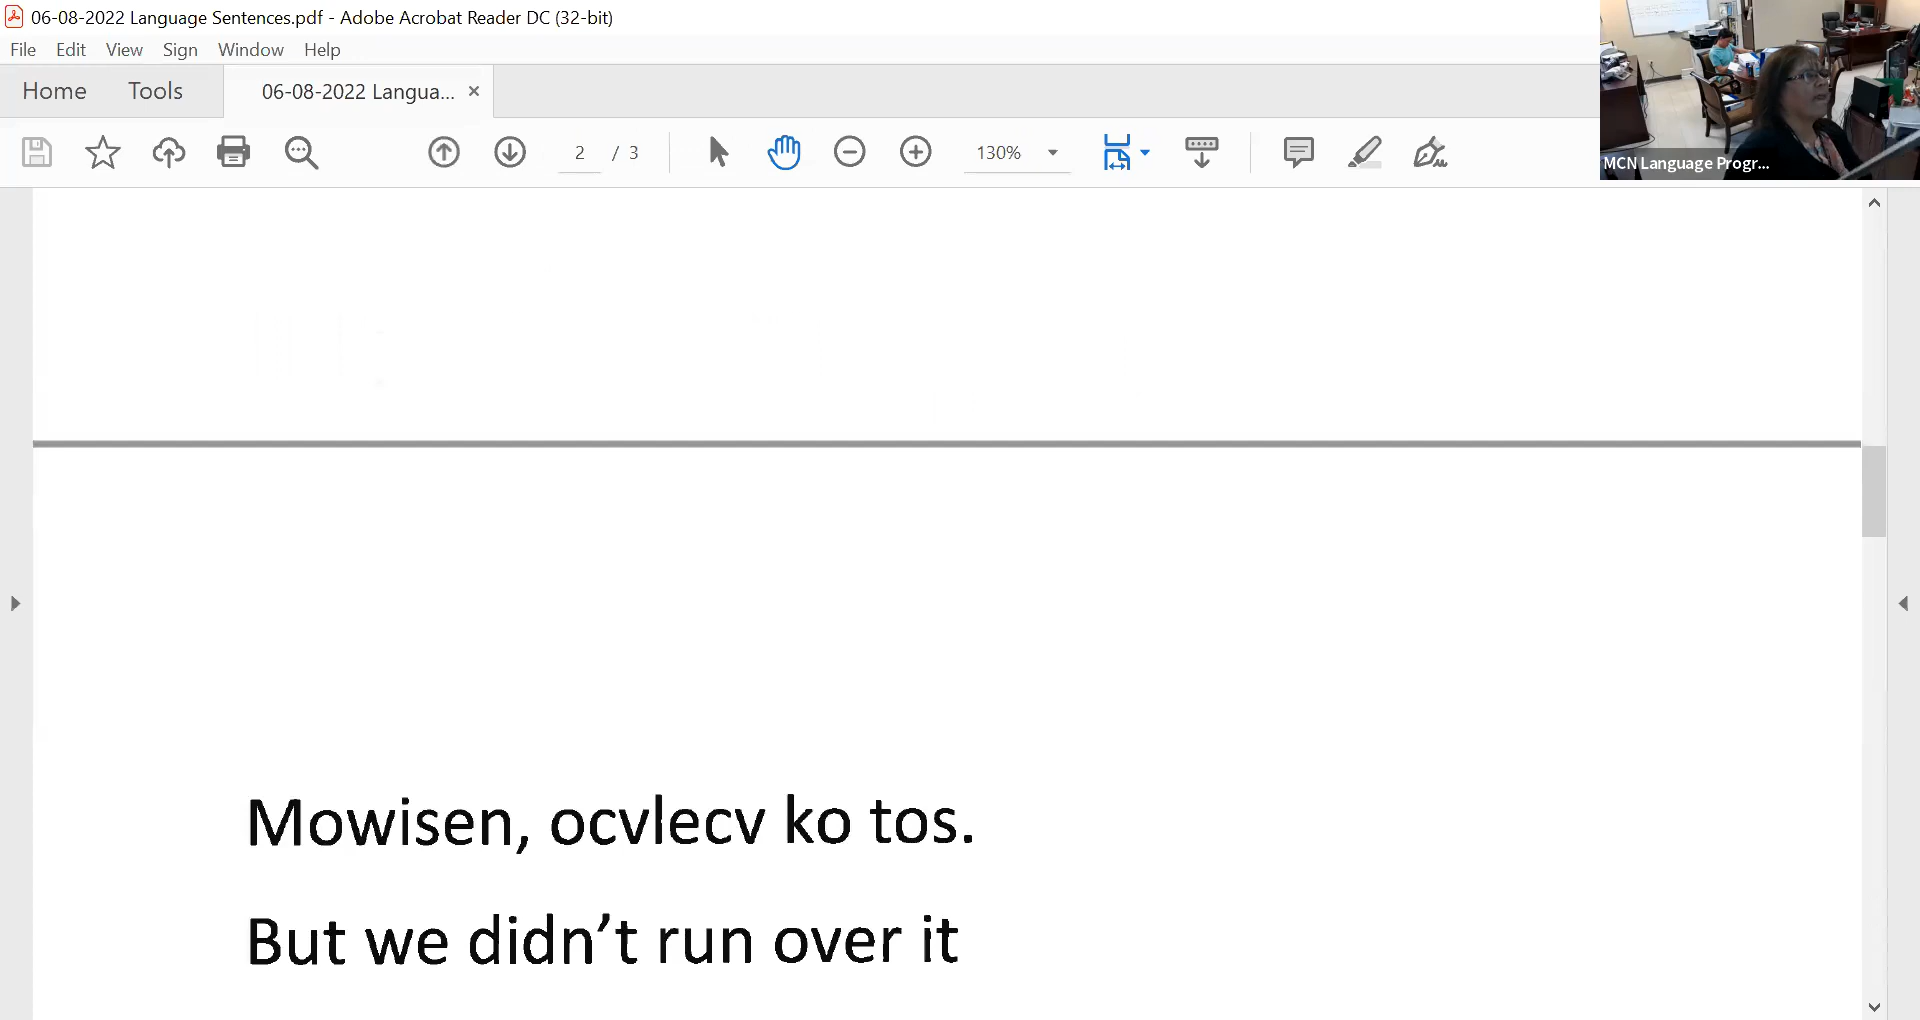 06-08-2022 Language Sentences.pdf - Adobe Acrobat Reader DC (32-bit)
File Edit View Sign Window Help
Home Tools 06-08-2022 Langua... ×
2 / 3 130%
MCN Language Progr...
Mowisen, ocvlecv ko tos.
But we didn’t run over it